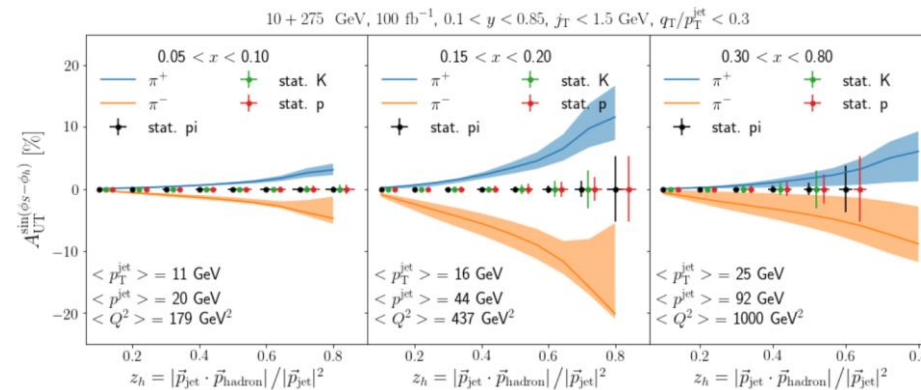 10 + 275 GeV, 100 fb⁻¹, 0.1 < y < 0.85, j_T < 1.5 GeV, q_T/p_T^jet < 0.3
A_UT^sin(φ_S−φ_h) [%]
20
10
0
−10
−20
0.05 < x < 0.10
π⁺
π⁻
stat. pi
stat. K
stat. p
< p_T^jet > = 11 GeV
< p^jet > = 20 GeV
< Q² > = 179 GeV²
0.2 0.4 0.6 0.8
z_h = |p⃗_jet · p⃗_hadron|/|p⃗_jet|²
0.15 < x < 0.20
π⁺
π⁻
stat. pi
stat. K
stat. p
< p_T^jet > = 16 GeV
< p^jet > = 44 GeV
< Q² > = 437 GeV²
0.2 0.4 0.6 0.8
z_h = |p⃗_jet · p⃗_hadron|/|p⃗_jet|²
0.30 < x < 0.80
π⁺
π⁻
stat. pi
stat. K
stat. p
< p_T^jet > = 25 GeV
< p^jet > = 92 GeV
< Q² > = 1000 GeV²
0.2 0.4 0.6 0.8
z_h = |p⃗_jet · p⃗_hadron|/|p⃗_jet|²